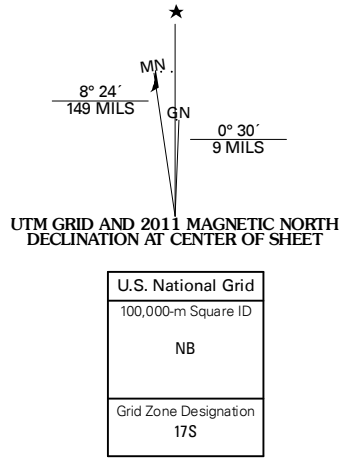 ★
MN
GN
8° 24´
149 MILS
0° 30´
9 MILS
UTM GRID AND 2011 MAGNETIC NORTH
DECLINATION AT CENTER OF SHEET
U.S. National Grid
100,000-m Square ID
NB
Grid Zone Designation
17S